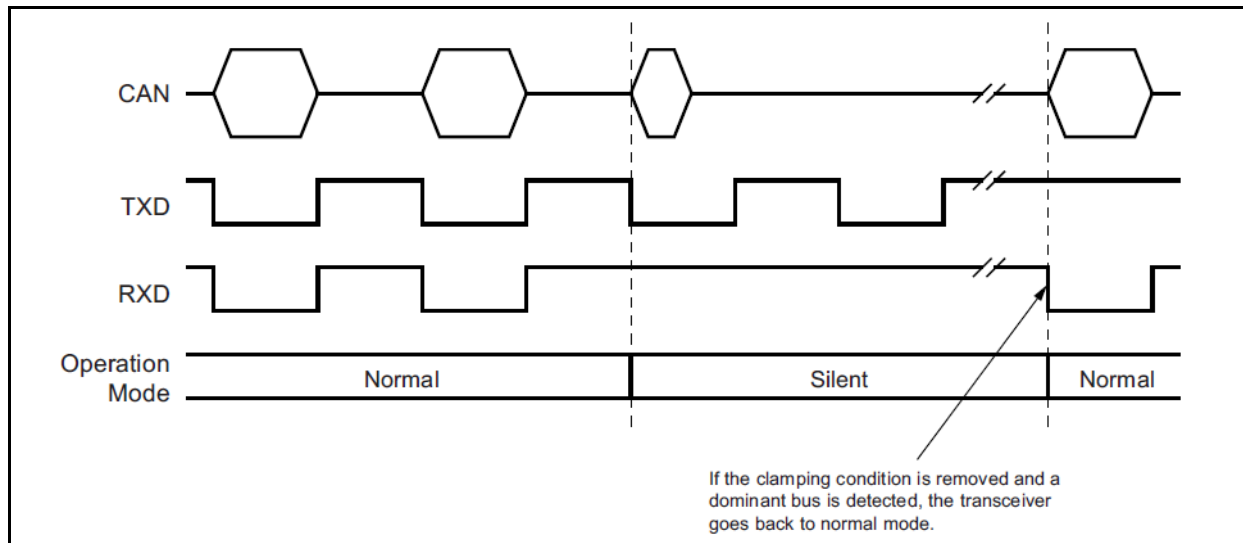 CAN
TXD
RXD
Operation
Mode
Normal
Silent
Normal
If the clamping condition is removed and a
dominant bus is detected, the transceiver
goes back to normal mode.